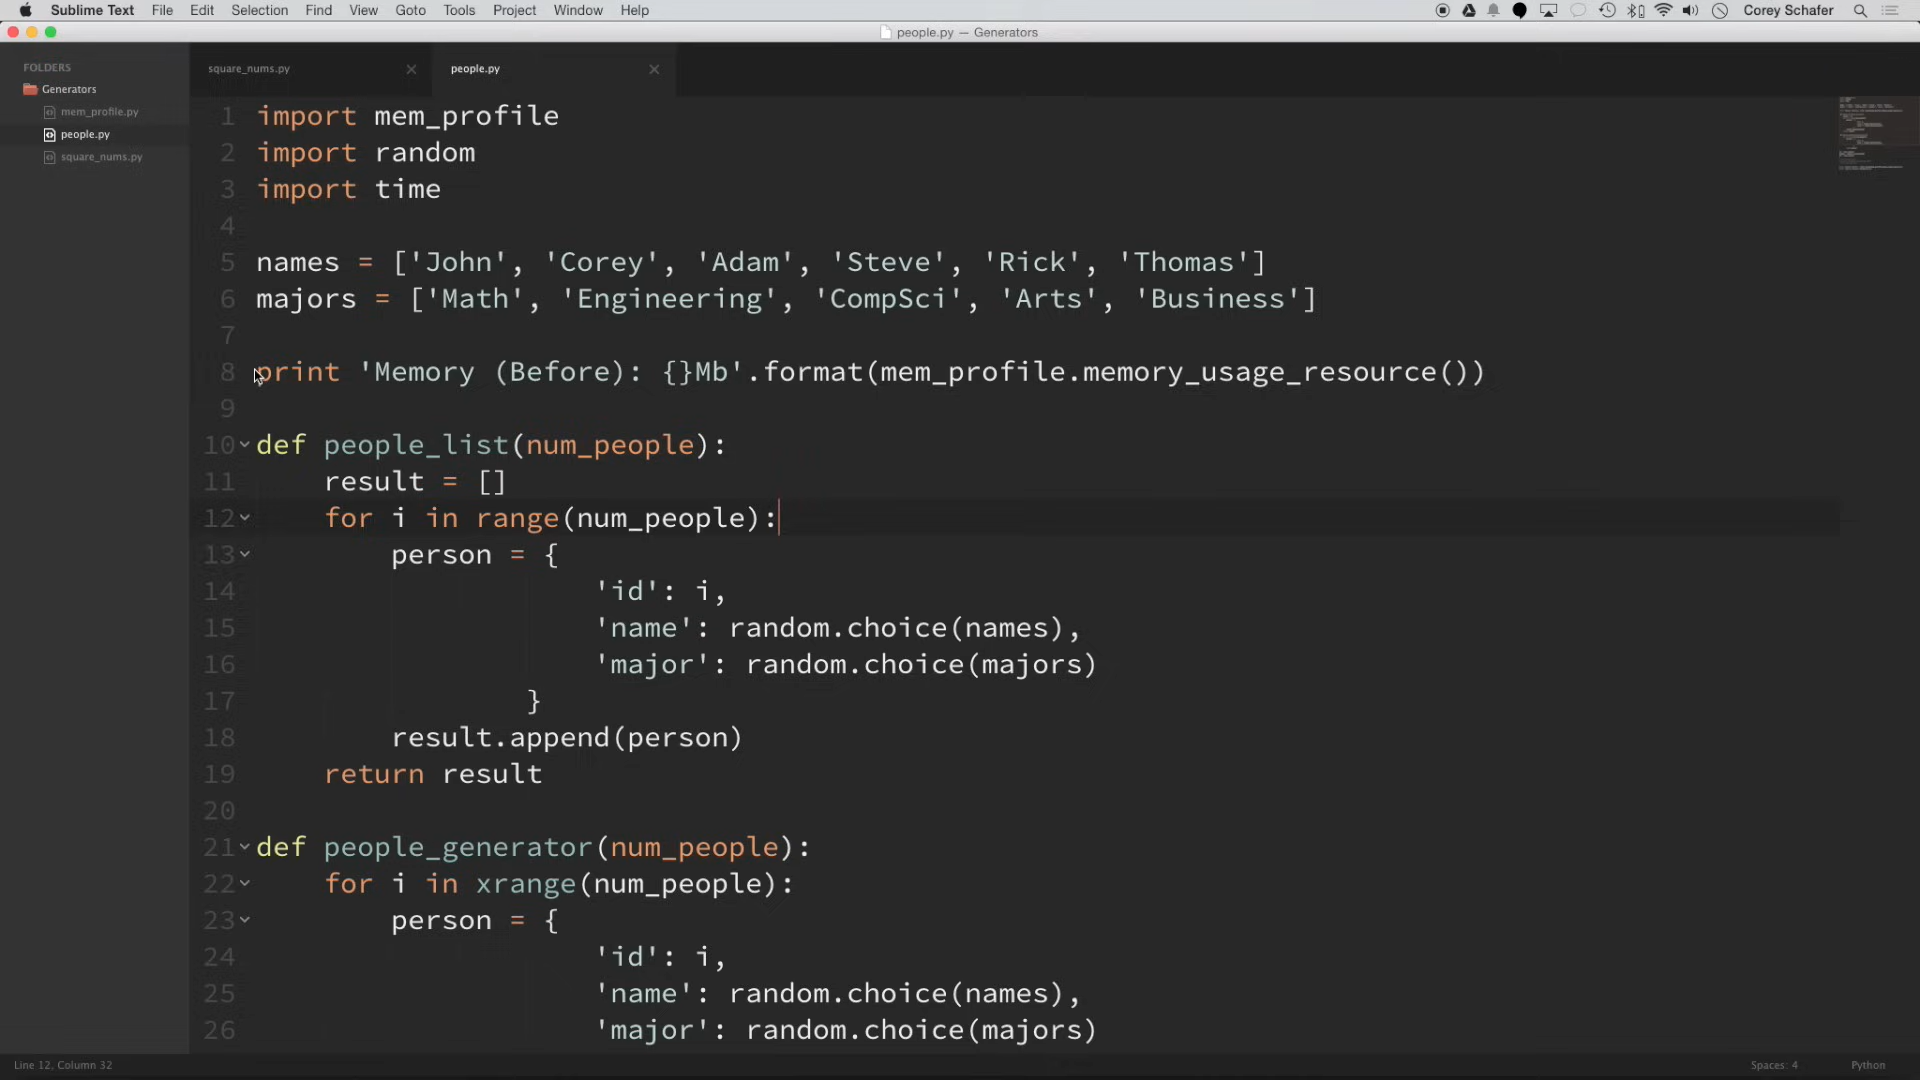 Sublime Text File Edit Selection Find View Goto Tools Project Window Help Corey Schafer
people.py — Generators
FOLDERS
Generators
mem_profile.py
people.py
square_nums.py
square_nums.py people.py
1 import mem_profile
2 import random
3 import time
4
5 names = ['John', 'Corey', 'Adam', 'Steve', 'Rick', 'Thomas']
6 majors = ['Math', 'Engineering', 'CompSci', 'Arts', 'Business']
7
8 print 'Memory (Before): {}Mb'.format(mem_profile.memory_usage_resource())
9
10 def people_list(num_people):
11 result = []
12 for i in range(num_people):
13 person = {
14 'id': i,
15 'name': random.choice(names),
16 'major': random.choice(majors)
17 }
18 result.append(person)
19 return result
20
21 def people_generator(num_people):
22 for i in xrange(num_people):
23 person = {
24 'id': i,
25 'name': random.choice(names),
26 'major': random.choice(majors)
Line 12, Column 32 Spaces: 4 Python